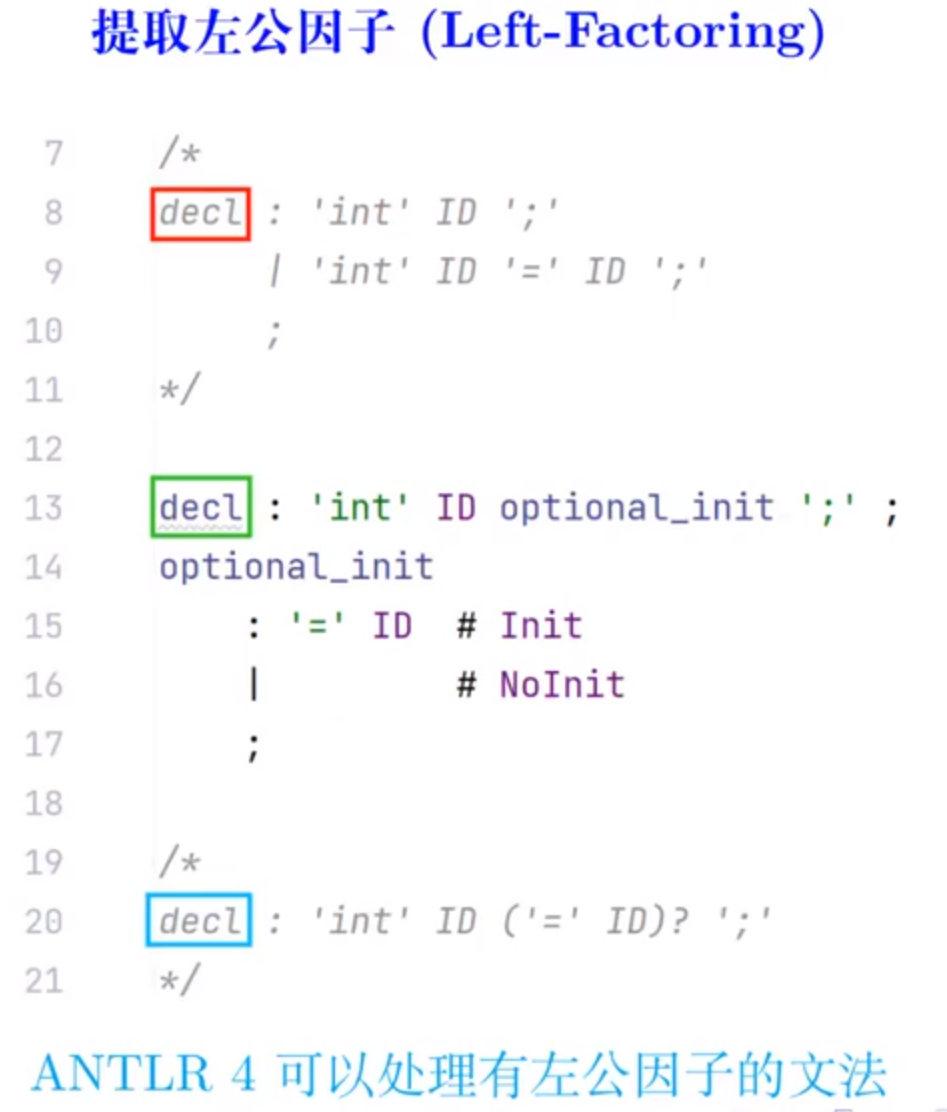 提取左公因子 (Left-Factoring)
7 /*
8 decl : 'int' ID ';'
9 | 'int' ID '=' ID ';'
10 ;
11 */
12
13 decl : 'int' ID optional_init ';' ;
14 optional_init
15 : '=' ID # Init
16 | # NoInit
17 ;
18
19 /*
20 decl : 'int' ID ('=' ID)? ';'
21 */
ANTLR 4 可以处理有左公因子的文法